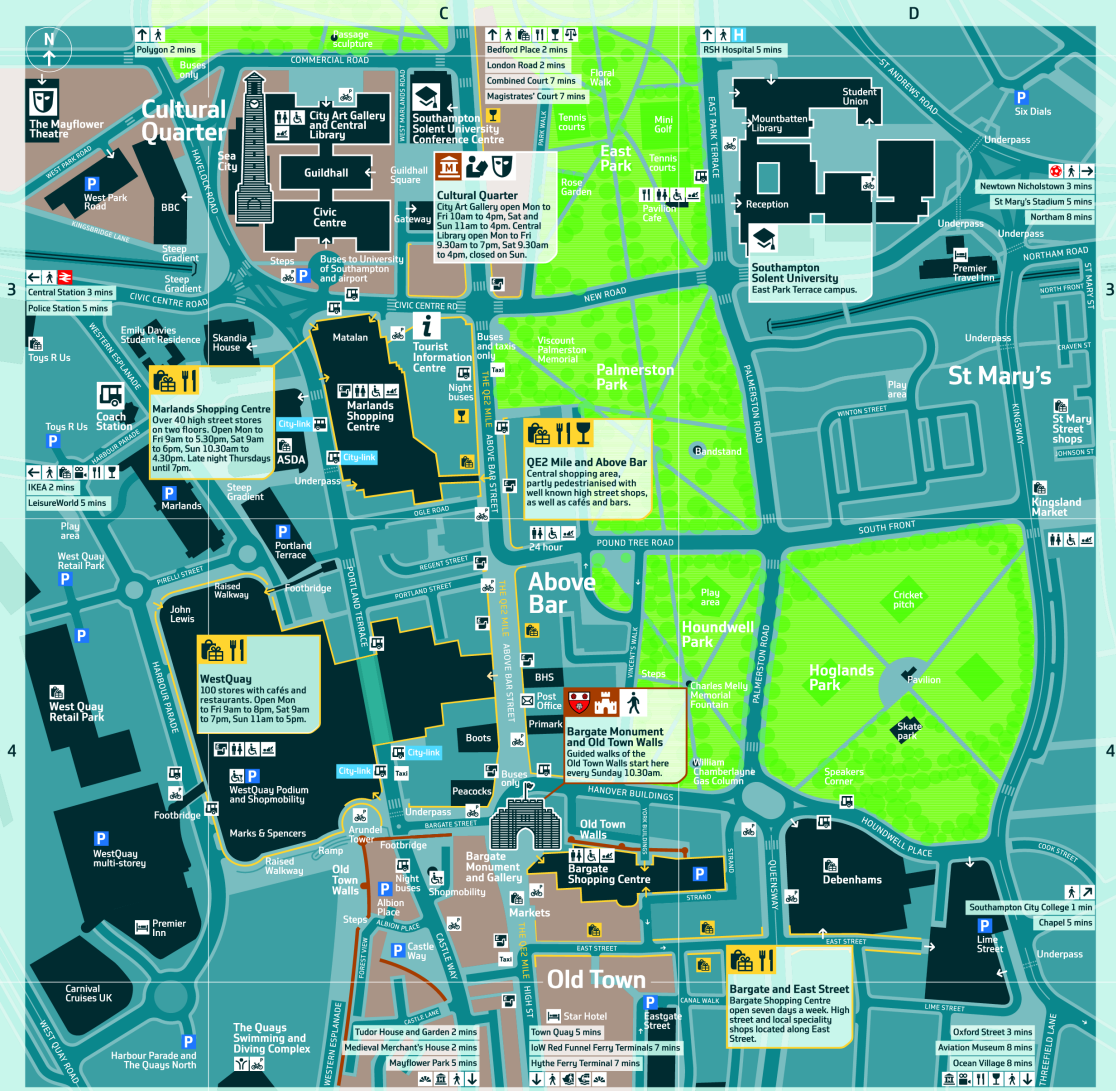 C
D
N
Polygon 2 mins
Passage
sculpture
Buses
only
COMMERCIAL ROAD
Bedford Place 2 mins
London Road 2 mins
Combined Court 7 mins
Magistrates' Court 7 mins
H
RSH Hospital 5 mins
ST ANDREWS ROAD
P
Six Dials
Underpass
The Mayflower
Theatre
Cultural
Quarter
Sea
City
City Art Gallery
and Central
Library
WEST MARLANDS ROAD
Southampton
Solent University
Conference Centre
PARK WALK
Floral
Walk
Tennis
courts
Mini
Golf
East
Park
Tennis
courts
Rose
Garden
Pavilion
Cafe
EAST PARK TERRACE
Mountbatten
Library
Student
Union
Reception
WEST PARK ROAD
P
West Park
Road
BBC
HAVELOCK ROAD
KINGSBRIDGE LANE
Steep
Gradient
Steep
Gradient
Guildhall
Guildhall
Square
Civic
Centre
Gateway
Steps
P
Buses to University
of Southampton
and airport
Cultural Quarter
City Art Gallery open Mon to
Fri 10am to 4pm, Sat and
Sun 11am to 4pm. Central
Library open Mon to Fri
9.30am to 7pm, Sat 9.30am
to 4pm, closed on Sun.
Southampton
Solent University
East Park Terrace campus.
Newtown Nicholstown 3 mins
St Mary's Stadium 5 mins
Northam 8 mins
Underpass
Underpass
Premier
Travel Inn
NORTHAM ROAD
NORTH FRONT
ST MARY ST
3
3
Central Station 3 mins
Police Station 5 mins
CIVIC CENTRE ROAD
CIVIC CENTRE RD
NEW ROAD
Toys R Us
WESTERN ESPLANADE
Emily Davies
Student Residence
Skandia
House
Matalan
Tourist
Information
Centre
Buses
and taxis
only
Taxi
Night
buses
THE QE2 MILE
ABOVE BAR STREET
Viscount
Palmerston
Memorial
Palmerston
Park
Bandstand
PALMERSTON ROAD
Underpass
CRAVEN ST
St Mary's
Play
area
WINTON STREET
KINGSWAY
St Mary
Street
shops
JOHNSON ST
Kingsland
Market
Coach
Station
Toys R Us
P
HARBOUR PARADE
Marlands Shopping Centre
Over 40 high street stores
on two floors. Open Mon to
Fri 9am to 5.30pm, Sat 9am
to 6pm, Sun 10.30am to
4.30pm. Late night Thursdays
until 7pm.
Marlands
Shopping
Centre
City-link
ASDA
City-link
Underpass
QE2 Mile and Above Bar
Central shopping area,
partly pedestrianised with
well known high street shops,
as well as cafés and bars.
IKEA 2 mins
LeisureWorld 5 mins
P
Marlands
Steep
Gradient
OGLE ROAD
Play
area
West Quay
Retail Park
P
P
Portland
Terrace
24 hour
POUND TREE ROAD
SOUTH FRONT
REGENT STREET
PIRELLI STREET
Raised
Walkway
Footbridge
PORTLAND TERRACE
PORTLAND STREET
Above
Bar
THE QE2 MILE
ABOVE BAR STREET
Play
area
Houndwell
Park
VINCENT'S WALK
Steps
Charles Melly
Memorial
Fountain
PALMERSTON ROAD
Cricket
pitch
Hoglands
Park
Pavilion
Skate
park
Speakers
Corner
P
John
Lewis
HARBOUR PARADE
West Quay
Retail Park
WestQuay
100 stores with cafés and
restaurants. Open Mon
to Fri 9am to 8pm, Sat 9am
to 7pm, Sun 11am to 5pm.
BHS
Post
Office
Primark
Boots
Bargate Monument
and Old Town Walls
Guided walks of the
Old Town Walls start here
every Sunday 10.30am.
4
4
P
WestQuay Podium
and Shopmobility
City-link
City-link
Taxi
Buses
only
Peacocks
William
Chamberlayne
Gas Column
HANOVER BUILDINGS
Footbridge
Marks & Spencers
Arundel
Tower
Underpass
BARGATE STREET
Footbridge
Ramp
Raised
Walkway
P
WestQuay
multi-storey
Old
Town
Walls
Night
buses
P
Albion
Place
Shopmobility
Bargate
Monument
and Gallery
Old Town
Walls
YORK BUILDINGS
Bargate
Shopping Centre
P
STRAND
STRAND
QUEENSWAY
Debenhams
HOUNDWELL PLACE
COOK STREET
Southampton City College 1 min
Chapel 5 mins
Markets
Steps
ALBION PLACE
P
Castle
Way
CASTLE WAY
FOREST VIEW
Premier
Inn
Taxi
THE QE2 MILE
HIGH ST
EAST STREET
EAST STREET
P
Lime
Street
Underpass
Old Town
Bargate and East Street
Bargate Shopping Centre
open seven days a week. High
street and local speciality
shops located along East
Street.
CANAL WALK
LIME STREET
Carnival
Cruises UK
WEST QUAY ROAD
P
Harbour Parade and
The Quays North
The Quays
Swimming and
Diving Complex
WESTERN ESPLANADE
CASTLE LANE
Tudor House and Garden 2 mins
Medieval Merchant's House 2 mins
Mayflower Park 5 mins
Star Hotel
P
Eastgate
Street
Town Quay 5 mins
IoW Red Funnel Ferry Terminals 7 mins
Hythe Ferry Terminal 7 mins
Oxford Street 3 mins
Aviation Museum 8 mins
Ocean Village 8 mins
THREEFIELD LANE